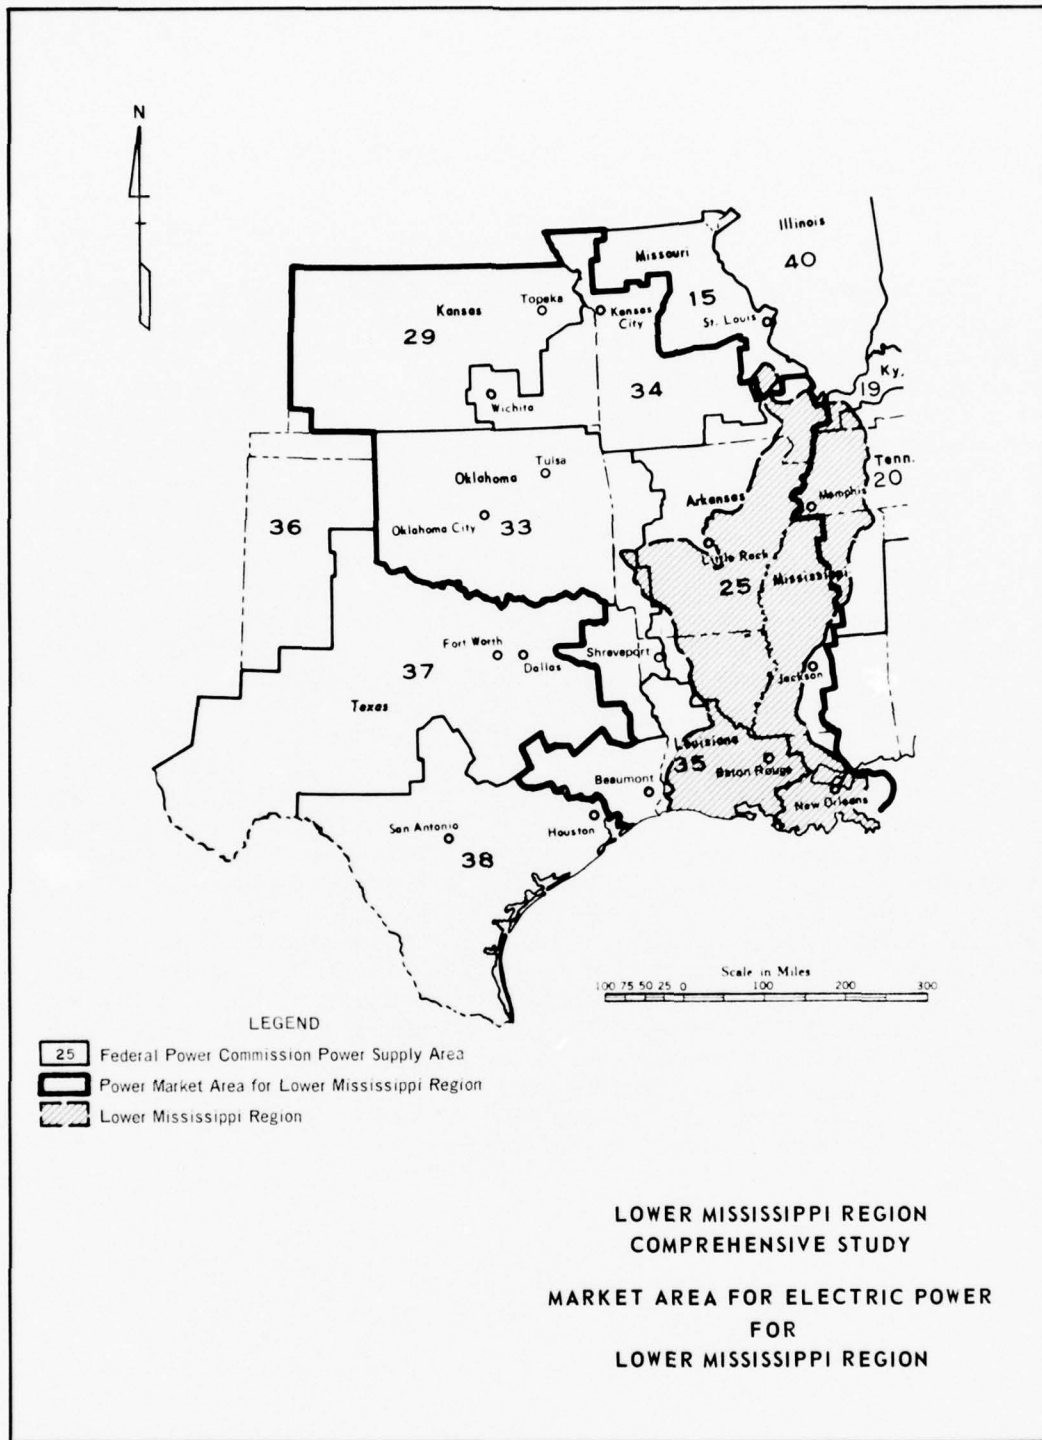 N
Illinois
40
Missouri
15
Kansas
Topeka
Kansas
City
St. Louis
29
Ky.
19
34
Wichita
Tenn.
20
Oklahoma
Tulsa
Arkansas
Memphis
36
Oklahoma City
33
Little Rock
25
Mississippi
Fort Worth
Dallas
Shreveport
37
Jackson
Texas
Louisiana
35
Baton Rouge
Beaumont
New Orleans
San Antonio
Houston
38
Scale in Miles
100 75 50 25 0 100 200 300
LEGEND
25 Federal Power Commission Power Supply Area
Power Market Area for Lower Mississippi Region
Lower Mississippi Region
LOWER MISSISSIPPI REGION
COMPREHENSIVE STUDY
MARKET AREA FOR ELECTRIC POWER
FOR
LOWER MISSISSIPPI REGION